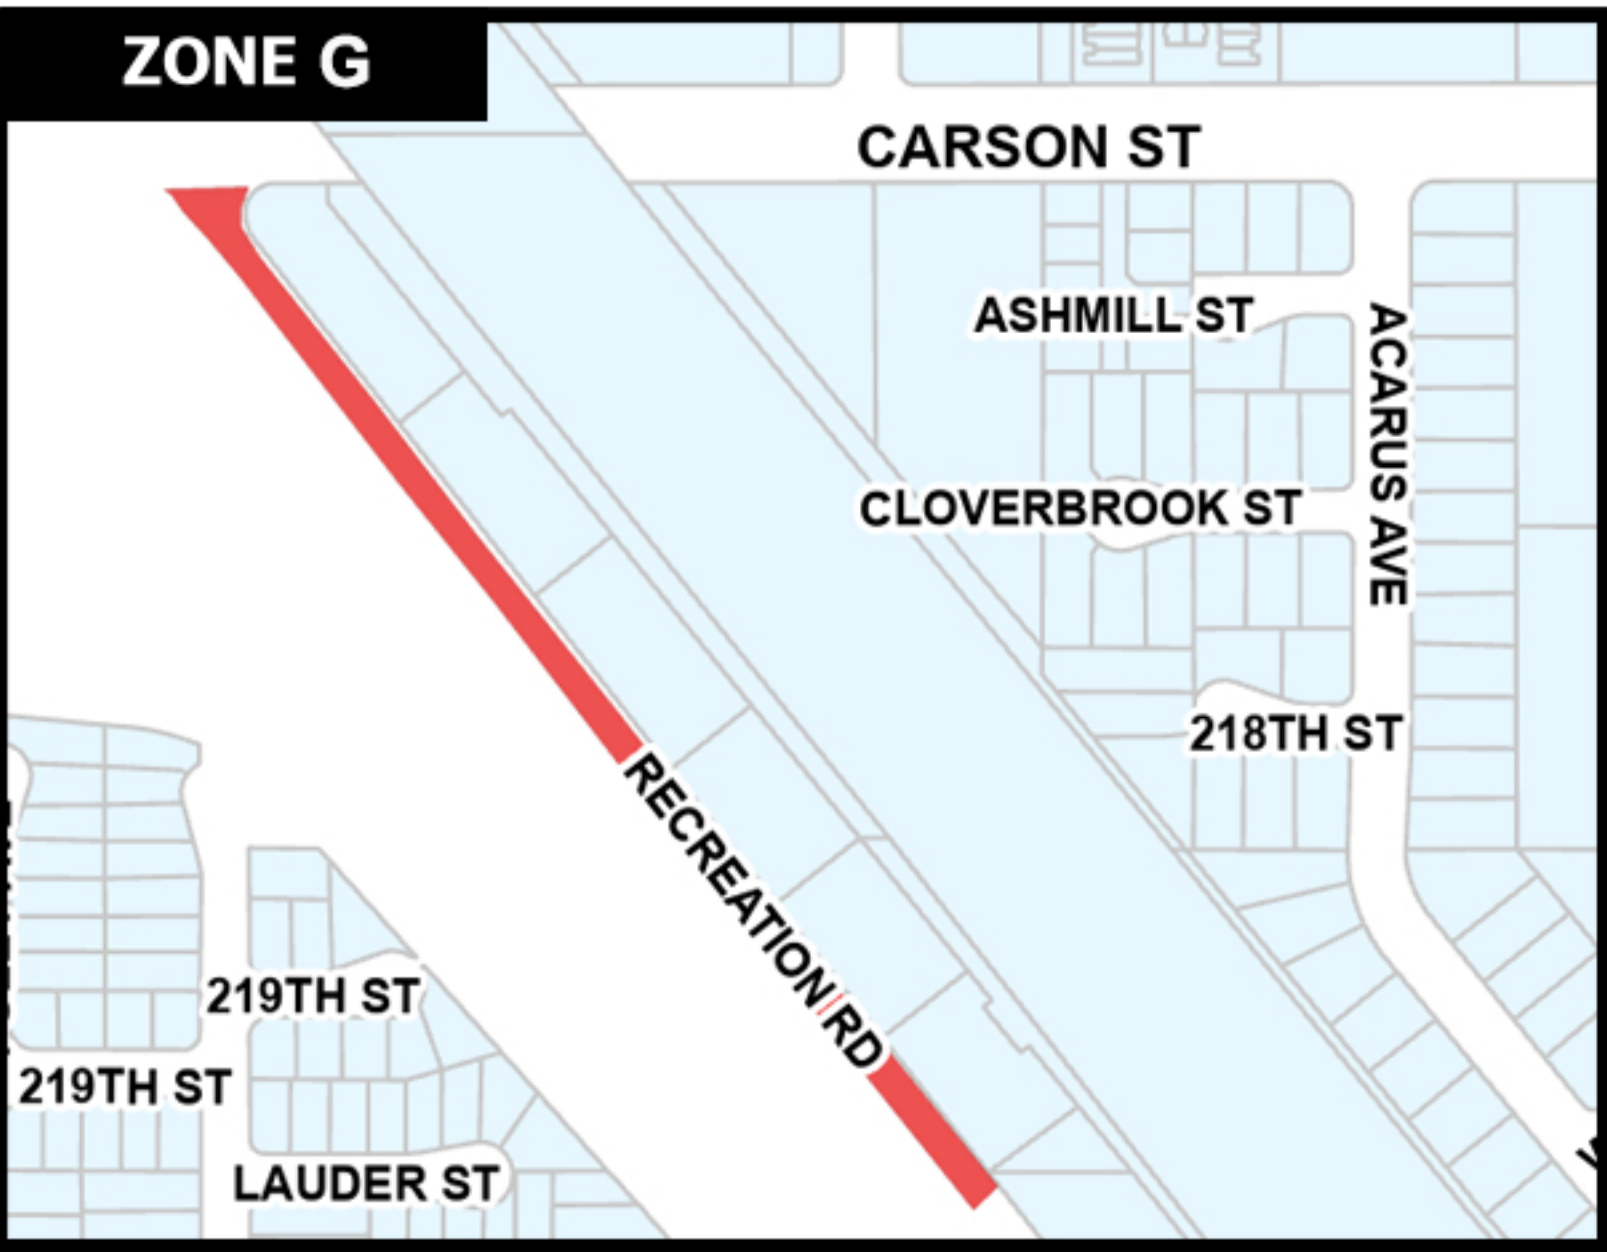 ZONE G
CARSON ST
ASHMILL ST
ACARUS AVE
CLOVERBROOK ST
218TH ST
RECREATION RD
219TH ST
219TH ST
LAUDER ST